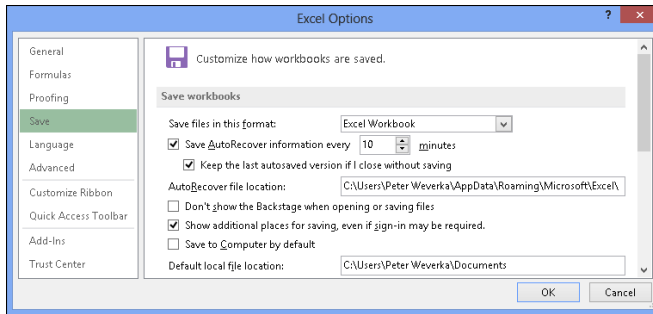 Excel Options
? ×
General
Formulas
Proofing
Save
Language
Advanced
Customize Ribbon
Quick Access Toolbar
Add-Ins
Trust Center
Customize how workbooks are saved.
Save workbooks
Save files in this format: Excel Workbook
Save AutoRecover information every 10 minutes
Keep the last autosaved version if I close without saving
AutoRecover file location: C:\Users\Peter Weverka\AppData\Roaming\Microsoft\Excel\
Don't show the Backstage when opening or saving files
Show additional places for saving, even if sign-in may be required.
Save to Computer by default
Default local file location: C:\Users\Peter Weverka\Documents
OK Cancel